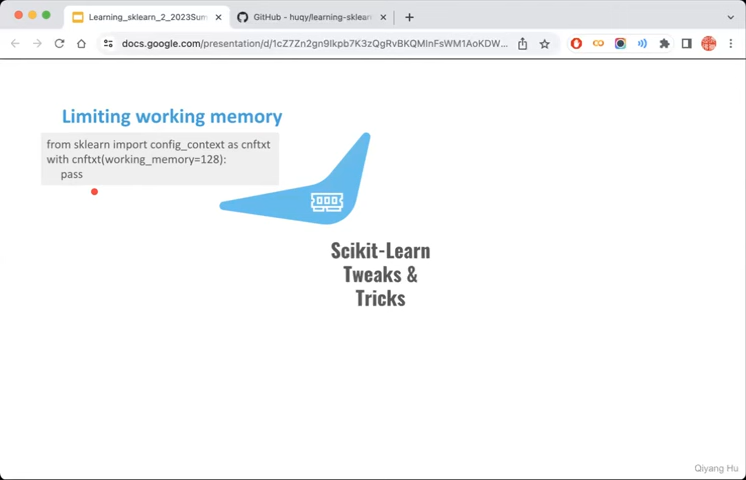 Learning_sklearn_2_2023Sum
GitHub - huqy/learning-sklearn
docs.google.com/presentation/d/1cZ7Zn2gn9Ikpb7K3zQgRvBKQMInFsWM1AoKDW...
Limiting working memory
from sklearn import config_context as cnftxt
with cnftxt(working_memory=128):
pass
Scikit-Learn
Tweaks &
Tricks
Qiyang Hu